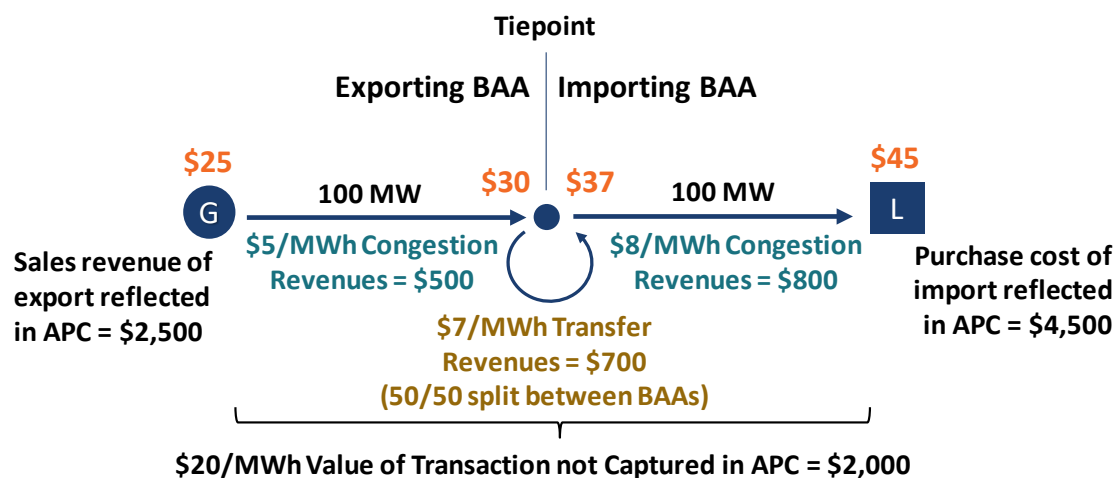 Tiepoint
Exporting BAA
Importing BAA
$25
$30
$37
$45
G
100 MW
100 MW
L
$5/MWh Congestion
Revenues = $500
$8/MWh Congestion
Revenues = $800
Sales revenue of
export reflected
in APC = $2,500
Purchase cost of
import reflected
in APC = $4,500
$7/MWh Transfer
Revenues = $700
(50/50 split between BAAs)
$20/MWh Value of Transaction not Captured in APC = $2,000